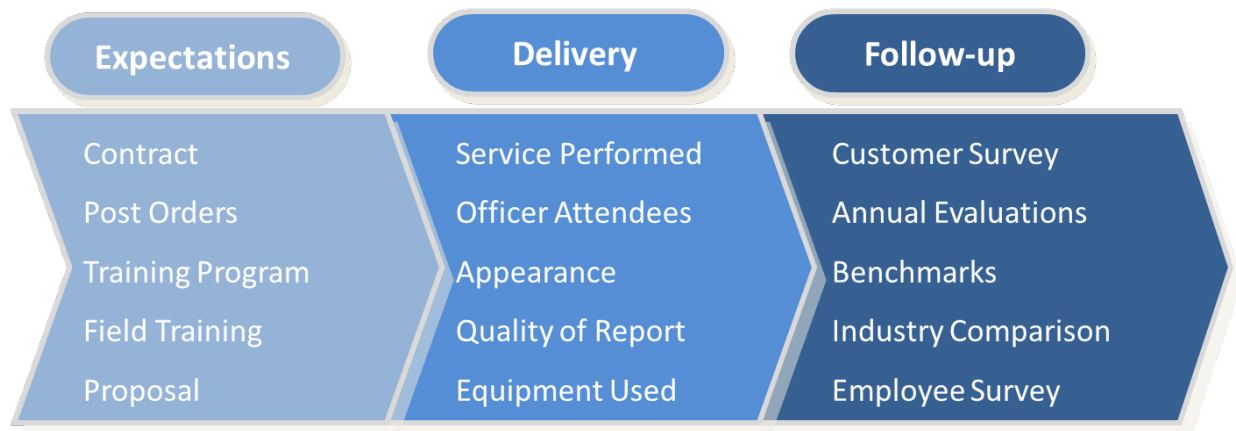 Expectations
Contract
Post Orders
Training Program
Field Training
Proposal
Delivery
Service Performed
Officer Attendees
Appearance
Quality of Report
Equipment Used
Follow-up
Customer Survey
Annual Evaluations
Benchmarks
Industry Comparison
Employee Survey